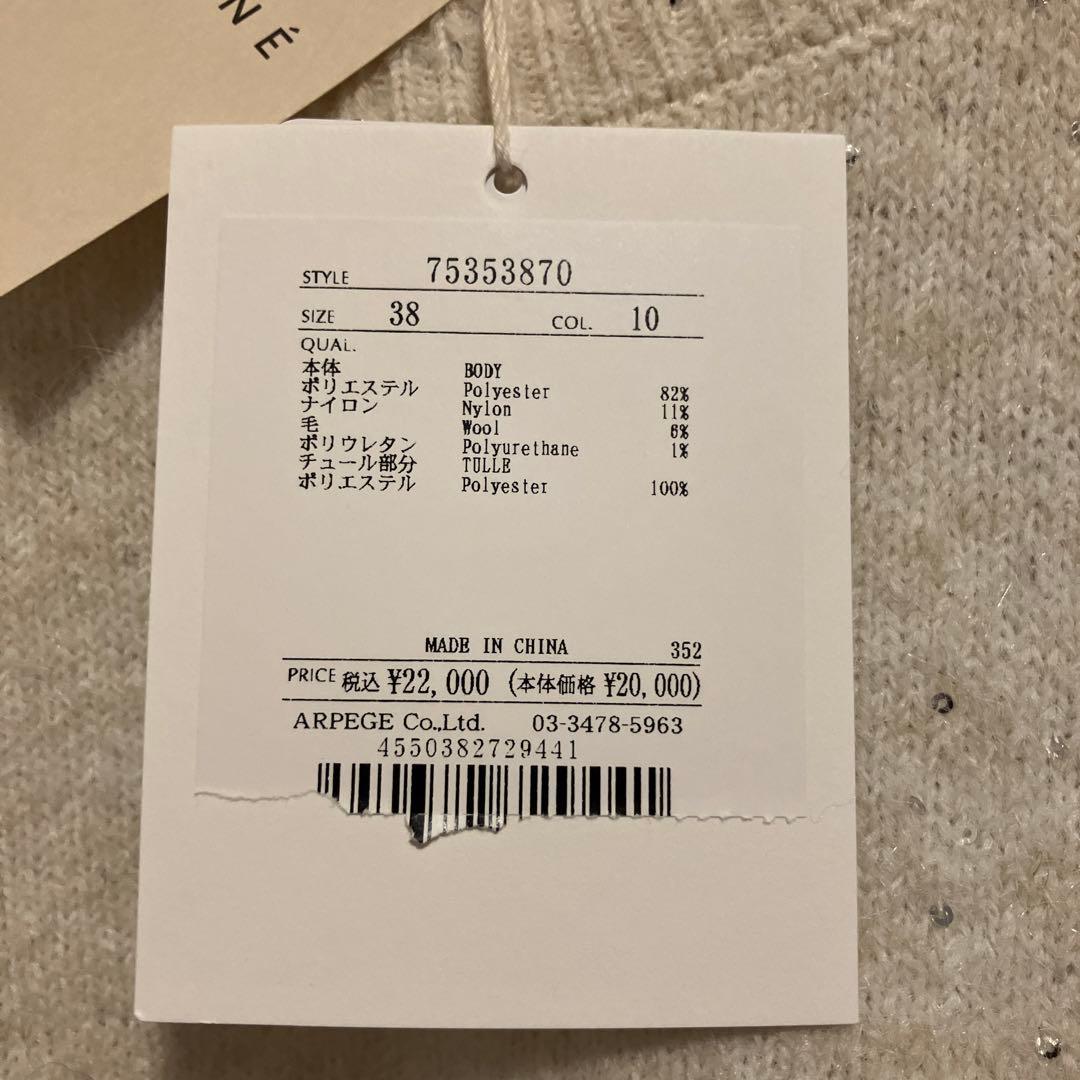 NÉ
STYLE 75353870
SIZE 38 COL. 10
QUAL.
本体 BODY
ポリエステル Polyester 82%
ナイロン Nylon 11%
毛 Wool 6%
ポリウレタン Polyurethane 1%
チュール部分 TULLE
ポリエステル Polyester 100%
MADE IN CHINA 352
PRICE 税込 ¥22,000 (本体価格 ¥20,000)
ARPEGE Co.,Ltd. 03-3478-5963
4550382729441